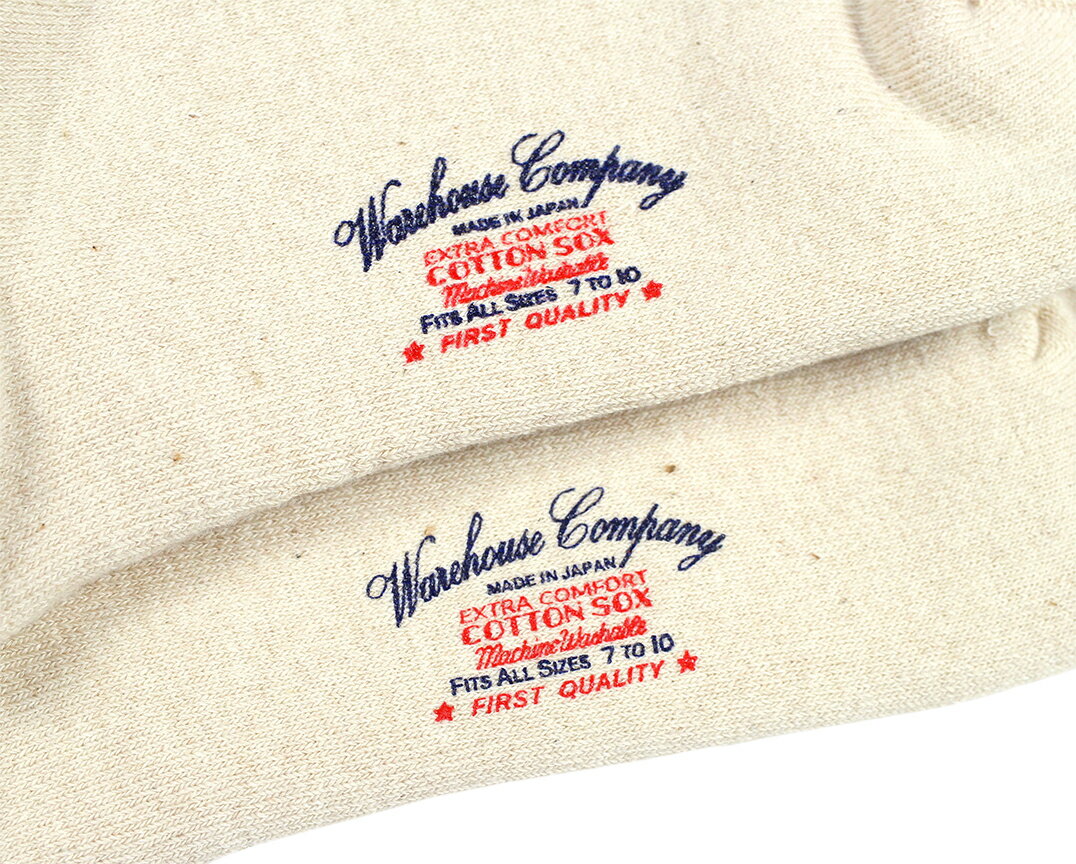 Warehouse Company
MADE IN JAPAN
EXTRA COMFORT
COTTON SOX
Machine Washable
FITS ALL SIZES 7 TO 10
★ FIRST QUALITY ★
Warehouse Company
MADE IN JAPAN
EXTRA COMFORT
COTTON SOX
Machine Washable
FITS ALL SIZES 7 TO 10
★ FIRST QUALITY ★